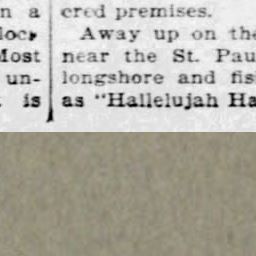 n a
loc
Most
un-
is
cred premises.
Away up on the
near the St. Pau
longshore and fis
as "Hallelujah Ha